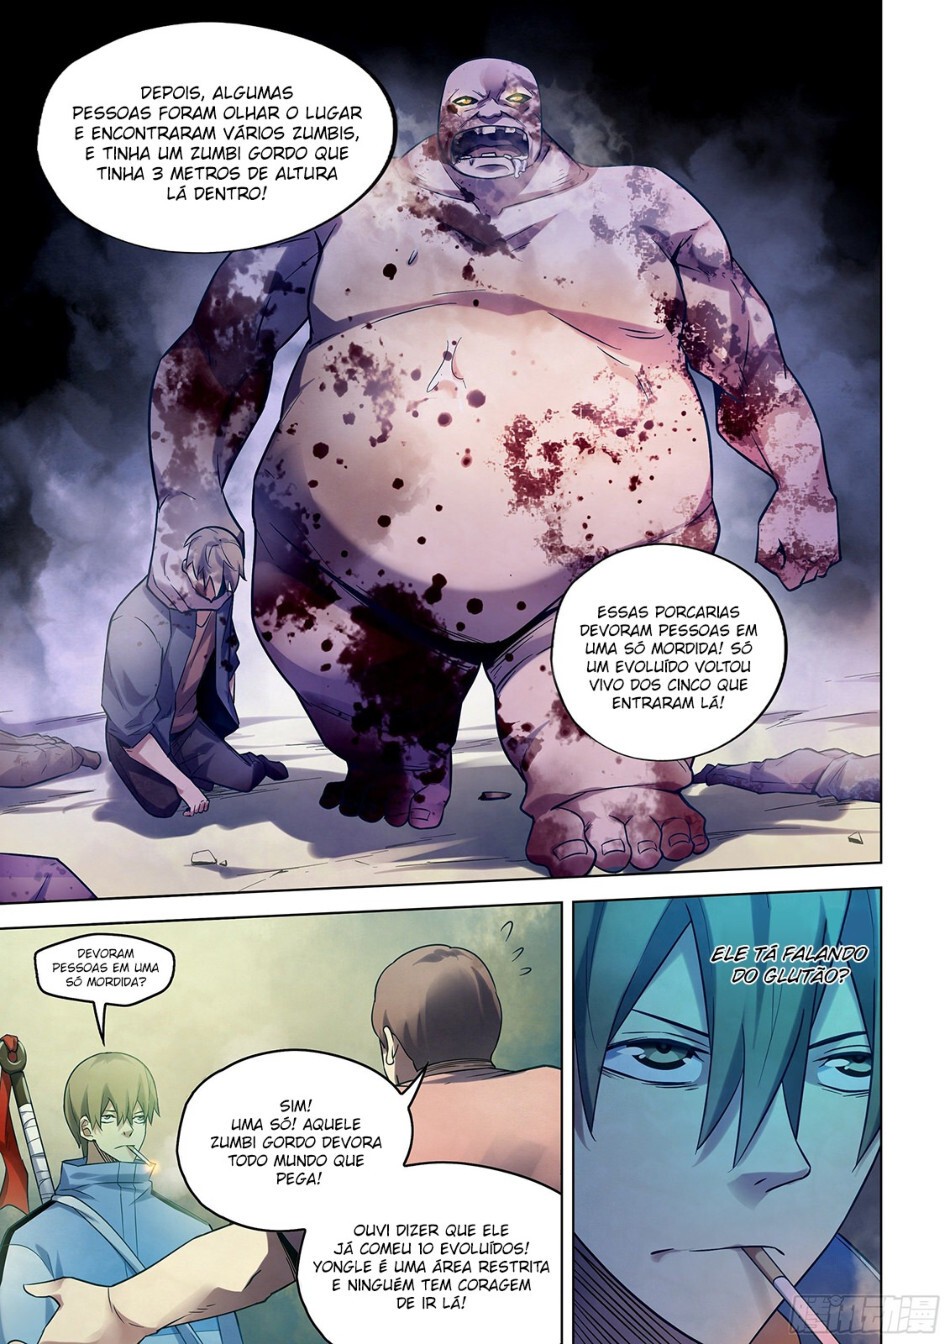 DEPOIS, ALGUMAS
PESSOAS FORAM OLHAR O LUGAR
E ENCONTRARAM VÁRIOS ZUMBIS,
E TINHA UM ZUMBI GORDO QUE
TINHA 3 METROS DE ALTURA
LÁ DENTRO!
ESSAS PORCARIAS
DEVORAM PESSOAS EM
UMA SÓ MORDIDA! SÓ
UM EVOLUÍDO VOLTOU
VIVO DOS CINCO QUE
ENTRARAM LÁ!
DEVORAM
PESSOAS EM UMA
SÓ MORDIDA?
SIM!
UMA SÓ! AQUELE
ZUMBI GORDO DEVORA
TODO MUNDO QUE
PEGA!
OUVI DIZER QUE ELE
JÁ COMEU 10 EVOLUÍDOS!
YONGLE É UMA ÁREA RESTRITA
E NINGUÉM TEM CORAGEM
DE IR LÁ!
ELE TÁ FALANDO
DO GLUTÃO?
腾讯动漫